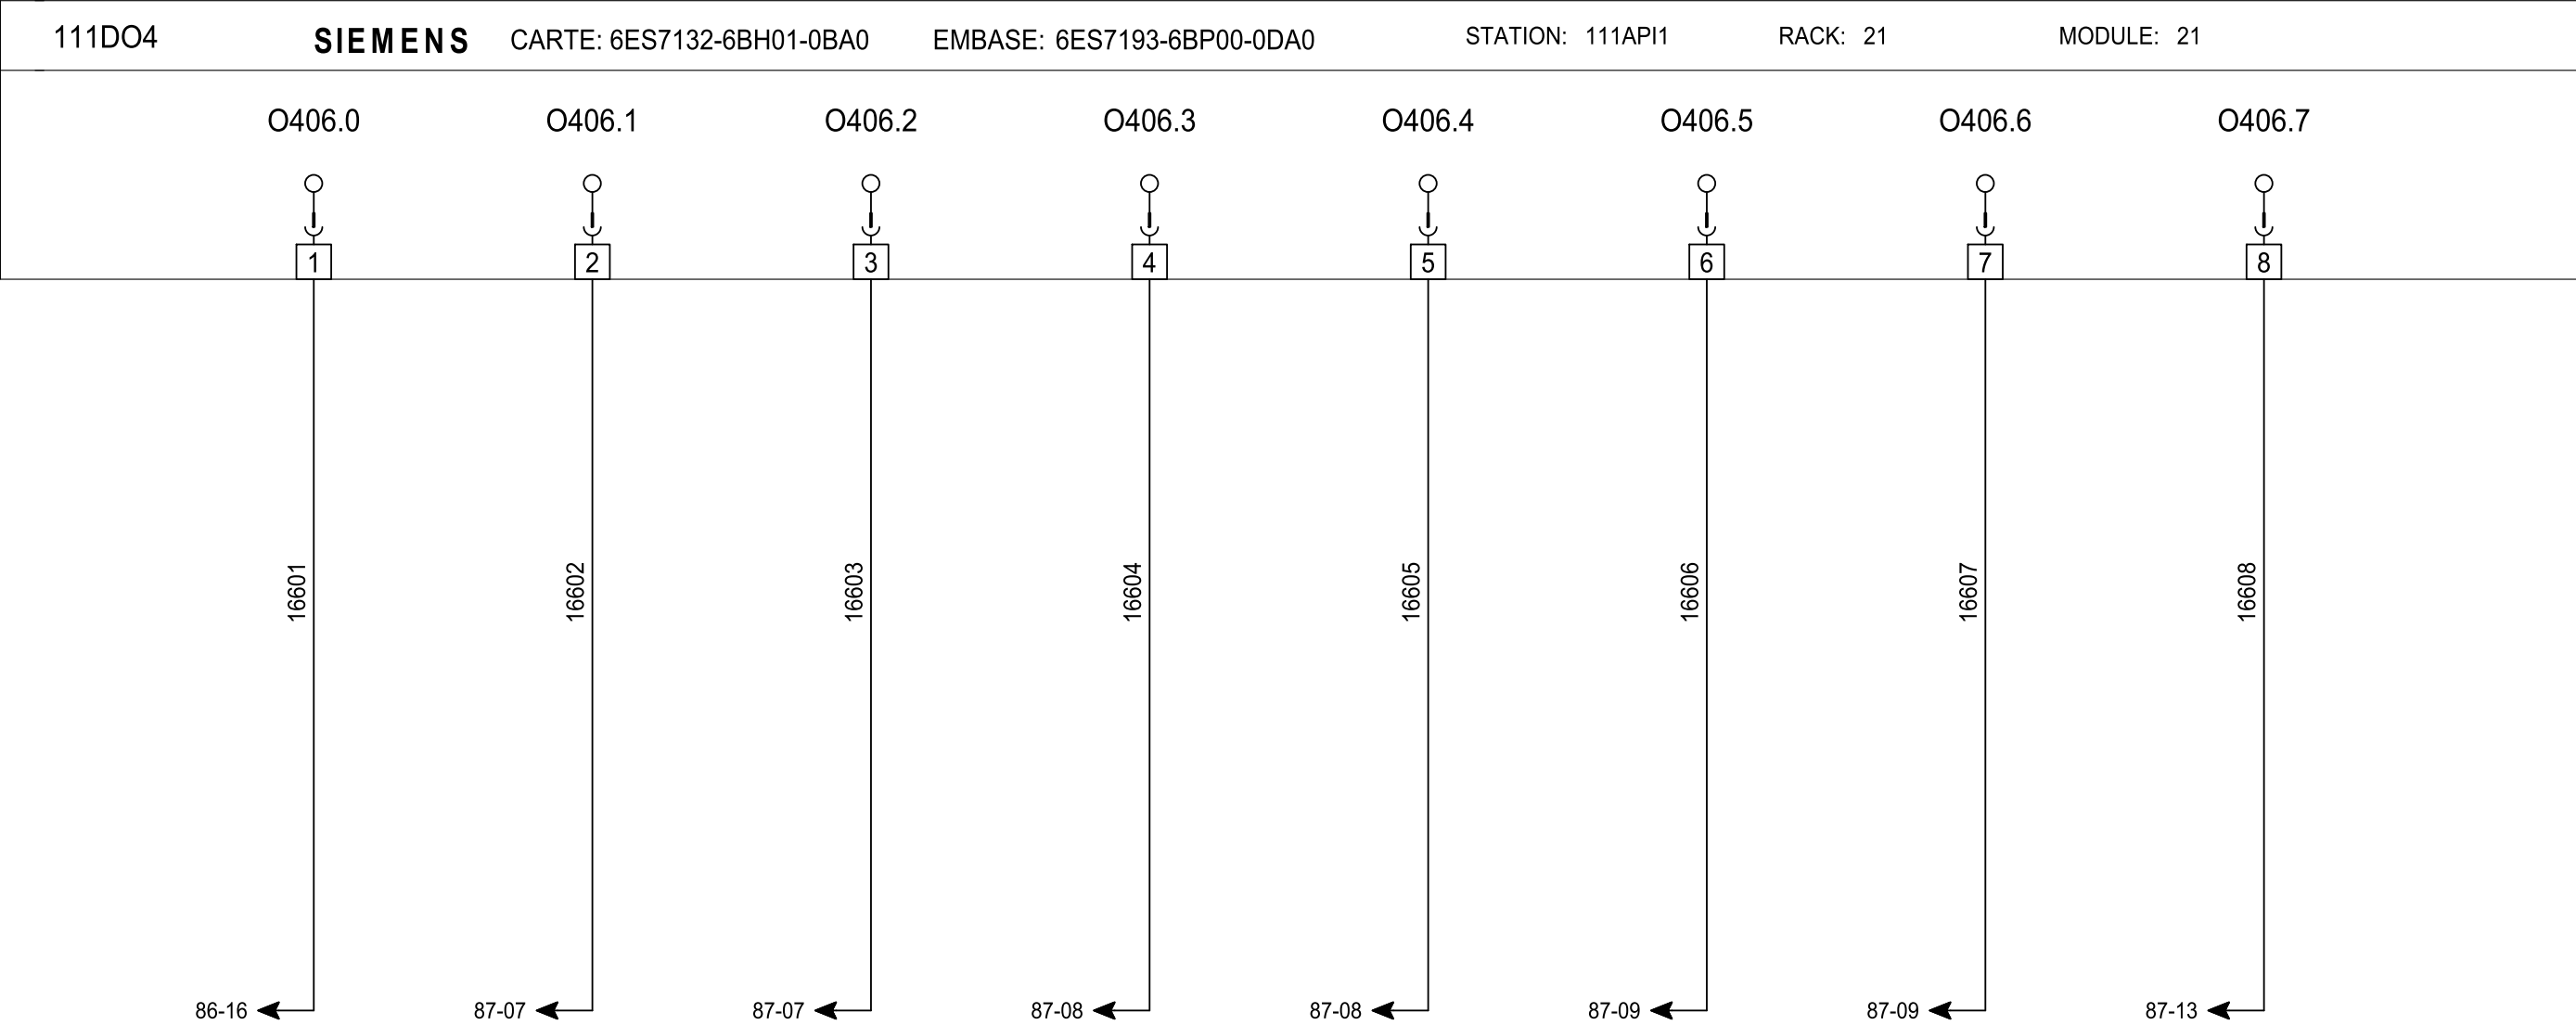 111DO4 SIEMENS CARTE: 6ES7132-6BH01-0BA0 EMBASE: 6ES7193-6BP00-0DA0 STATION: 111API1 RACK: 21 MODULE: 21
O406.0 O406.1 O406.2 O406.3 O406.4 O406.5 O406.6 O406.7
1 2 3 4 5 6 7 8
16601 16602 16603 16604 16605 16606 16607 16608
86-16 87-07 87-07 87-08 87-08 87-09 87-09 87-13